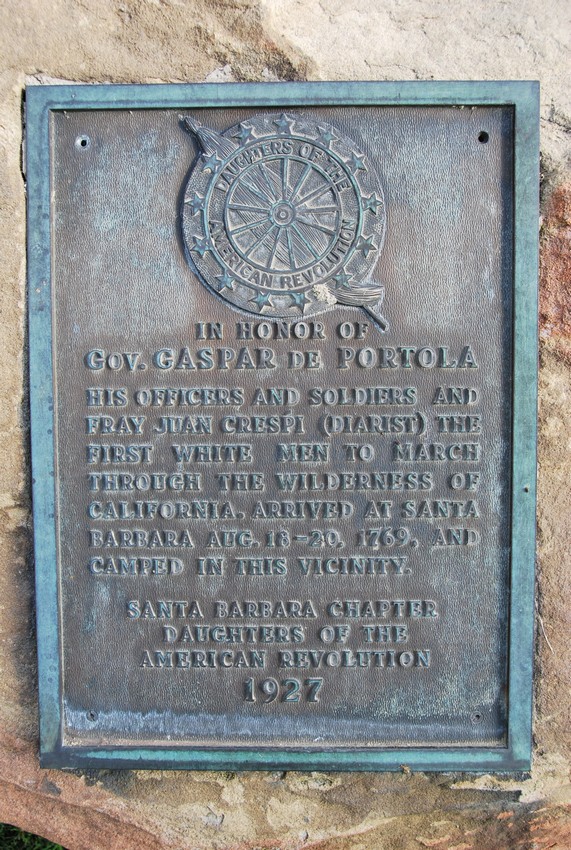 DAUGHTERS OF THE
AMERICAN REVOLUTION
IN HONOR OF
GOV. GASPAR DE PORTOLA
HIS OFFICERS AND SOLDIERS AND
FRAY JUAN CRESPI (DIARIST) THE
FIRST WHITE MEN TO MARCH
THROUGH THE WILDERNESS OF
CALIFORNIA. ARRIVED AT SANTA
BARBARA AUG. 18-20, 1769, AND
CAMPED IN THIS VICINITY.
SANTA BARBARA CHAPTER
DAUGHTERS OF THE
AMERICAN REVOLUTION
1927